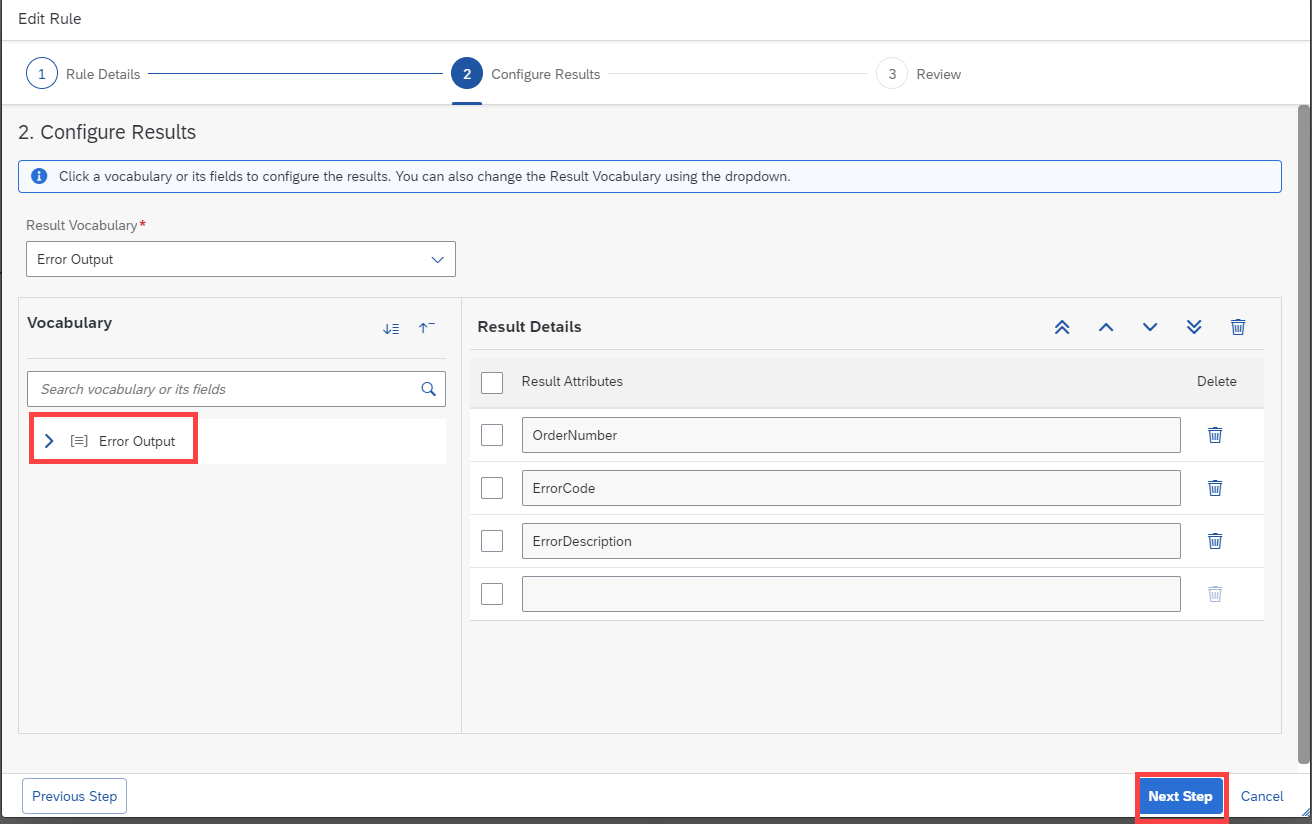 Edit Rule
1 Rule Details
2 Configure Results
3 Review
2. Configure Results
Click a vocabulary or its fields to configure the results. You can also change the Result Vocabulary using the dropdown.
Result Vocabulary*
Error Output
Vocabulary
Search vocabulary or its fields
Error Output
Result Details
Result Attributes Delete
OrderNumber
ErrorCode
ErrorDescription
Previous Step Next Step Cancel